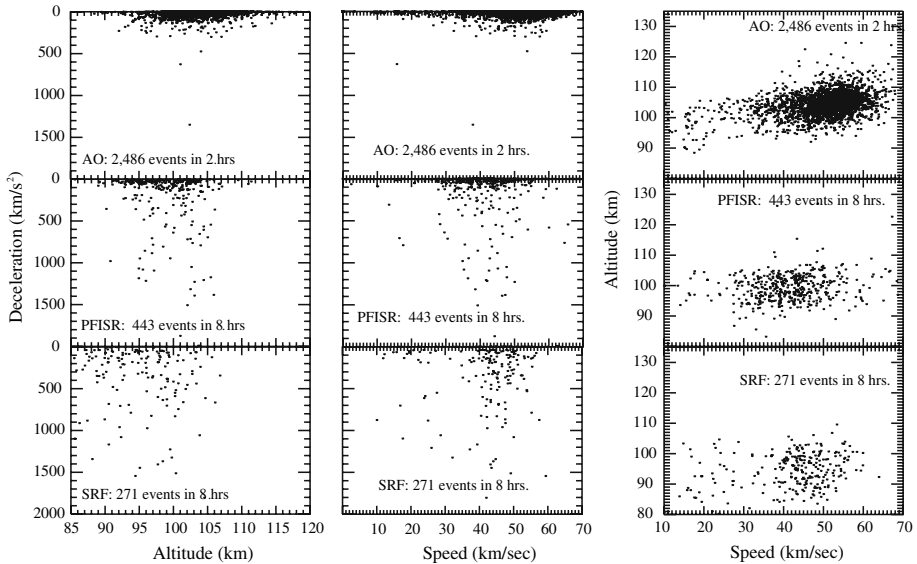 0
500
1000
1500
AO: 2,486 events in 2.hrs
0
500
1000
1500
PFISR: 443 events in 8.hrs
0
500
1000
1500
2000
SRF: 271 events in 8.hrs
85 90 95 100 105 110 115 120
Altitude (km)
Deceleration (km/s²)
AO: 2,486 events in 2 hrs.
PFISR: 443 events in 8 hrs.
SRF: 271 events in 8 hrs.
0 10 20 30 40 50 60 70
Speed (km/sec)
AO: 2,486 events in 2 hrs.
130
120
110
100
90
PFISR: 443 events in 8 hrs.
130
120
110
100
90
SRF: 271 events in 8 hrs.
130
120
110
100
90
80
10 20 30 40 50 60 70
Speed (km/sec)
Altitude (km)